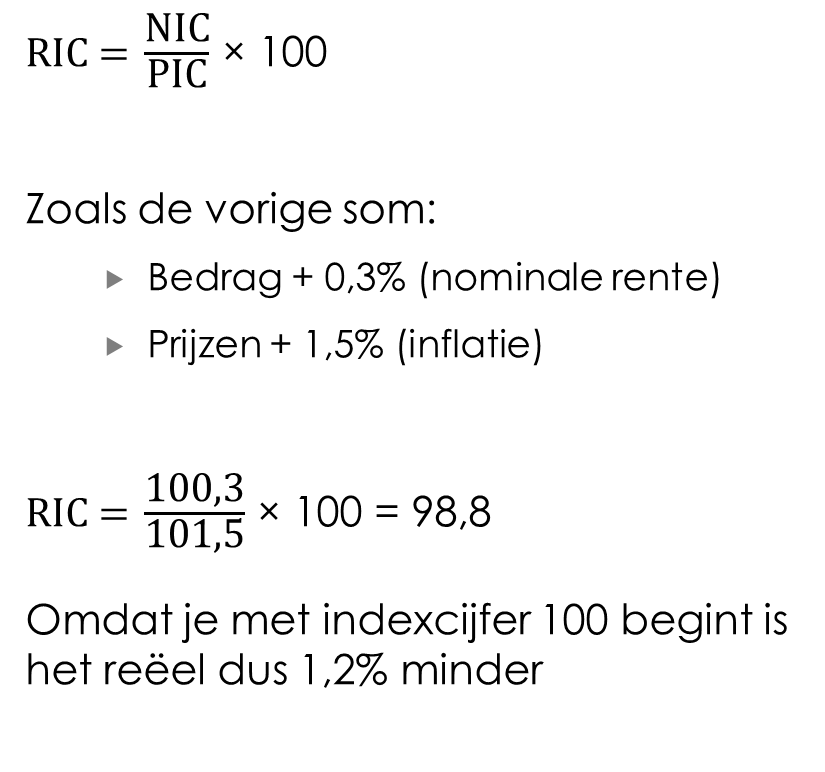 RIC = NIC/PIC × 100
Zoals de vorige som:
▶ Bedrag + 0,3% (nominale rente)
▶ Prijzen + 1,5% (inflatie)
RIC = 100,3/101,5 × 100 = 98,8
Omdat je met indexcijfer 100 begint is
het reëel dus 1,2% minder